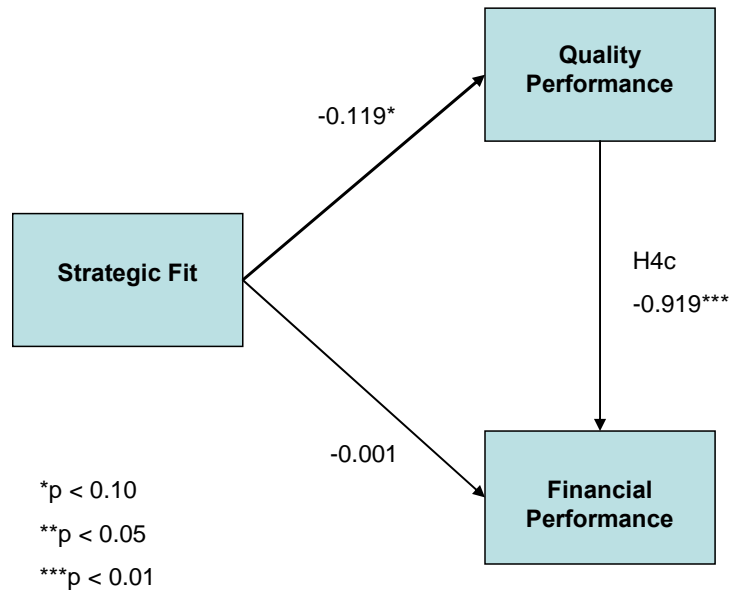 Quality
Performance
-0.119*
Strategic Fit
H4c
-0.919***
-0.001
Financial
Performance
*p < 0.10
**p < 0.05
***p < 0.01